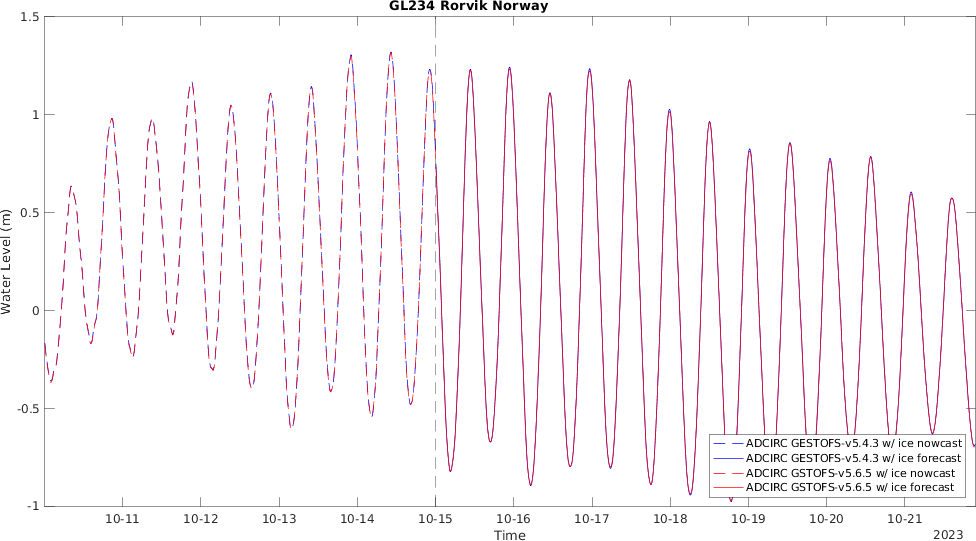 GL234 Rorvik Norway
1.5
1
0.5
0
-0.5
-1
Water Level (m)
ADCIRC GESTOFS-v5.4.3 w/ ice nowcast
ADCIRC GESTOFS-v5.4.3 w/ ice forecast
ADCIRC GSTOFS-v5.6.5 w/ ice nowcast
ADCIRC GSTOFS-v5.6.5 w/ ice forecast
10-11 10-12 10-13 10-14 10-15 10-16 10-17 10-18 10-19 10-20 10-21
Time
2023